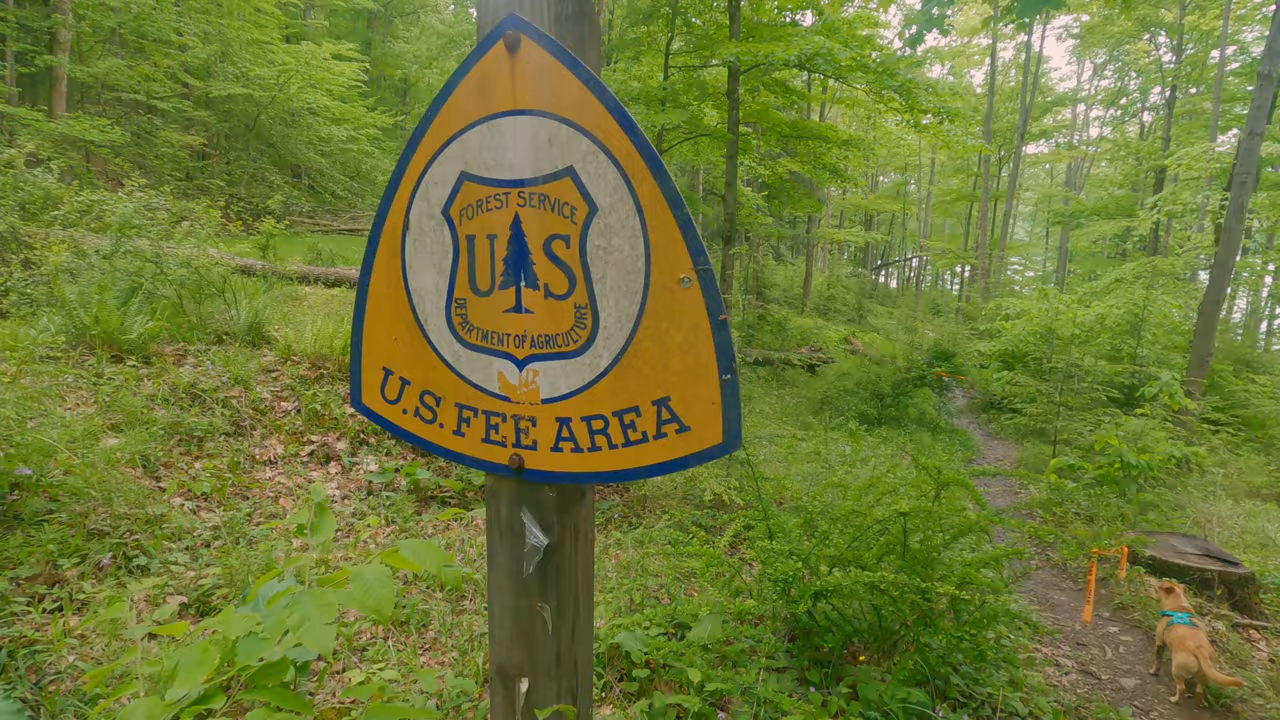 FOREST SERVICE
U S
DEPARTMENT OF AGRICULTURE
U.S. FEE AREA